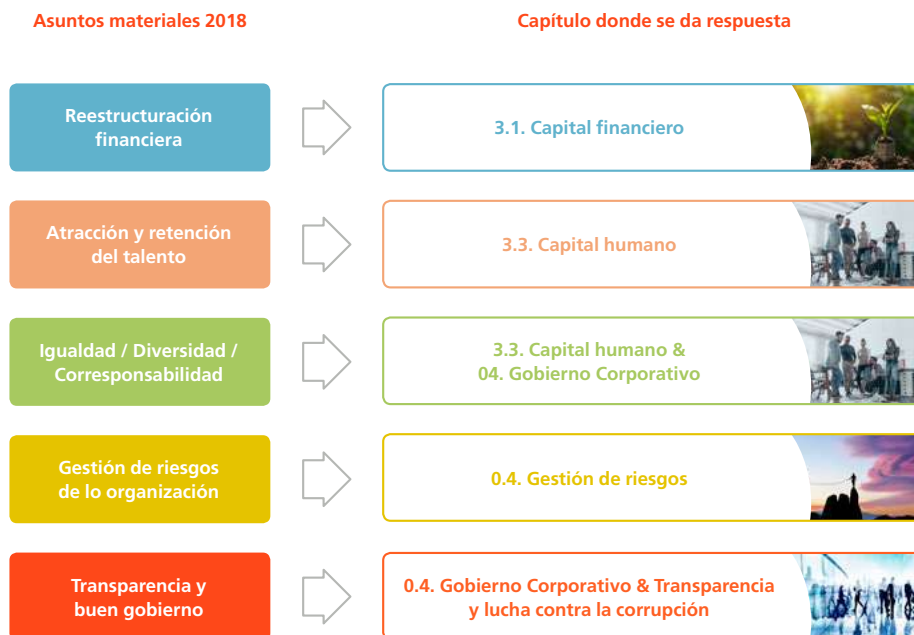 Asuntos materiales 2018
Capítulo donde se da respuesta
Reestructuración
financiera
3.1. Capital financiero
Atracción y retención
del talento
3.3. Capital humano
Igualdad / Diversidad /
Corresponsabilidad
3.3. Capital humano &
04. Gobierno Corporativo
Gestión de riesgos
de lo organización
0.4. Gestión de riesgos
Transparencia y
buen gobierno
0.4. Gobierno Corporativo & Transparencia
y lucha contra la corrupción